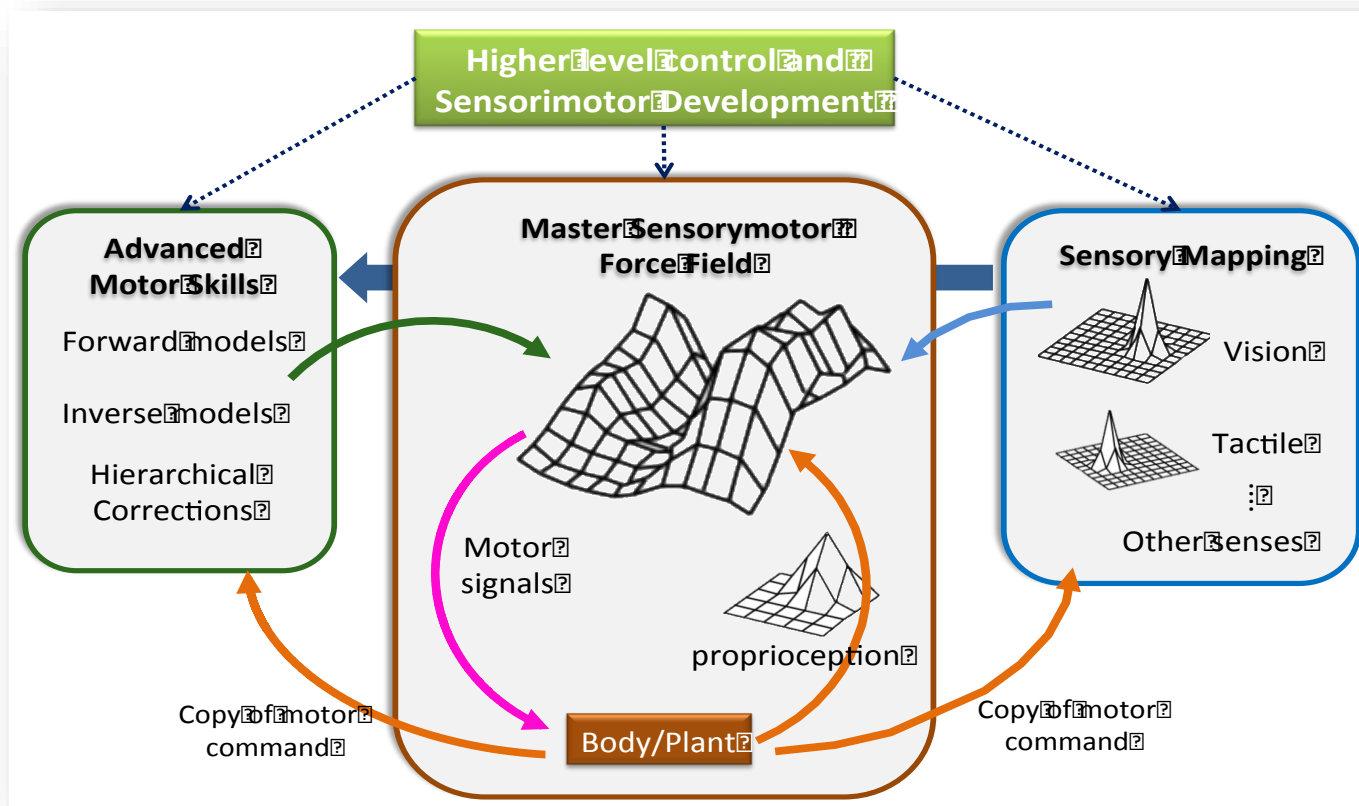 Higher level control and
Sensorimotor Development
Advanced
Motor Skills
Forward models
Inverse models
Hierarchical
Corrections
Master Sensorymotor
Force Field
Motor
signals
proprioception
Body/Plant
Sensory Mapping
Vision
Tactile
⋮
Other senses
Copy of motor
command
Copy of motor
command